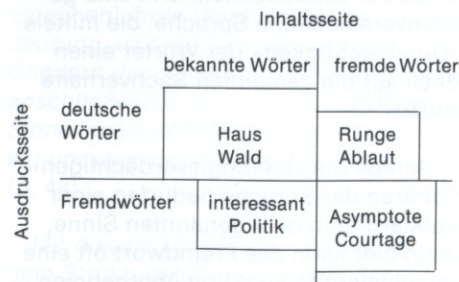 Inhaltsseite
bekannte Wörter fremde Wörter
Ausdrucksseite
deutsche
Wörter
Haus
Wald
Runge
Ablaut
Fremdwörter
interessant
Politik
Asymptote
Courtage